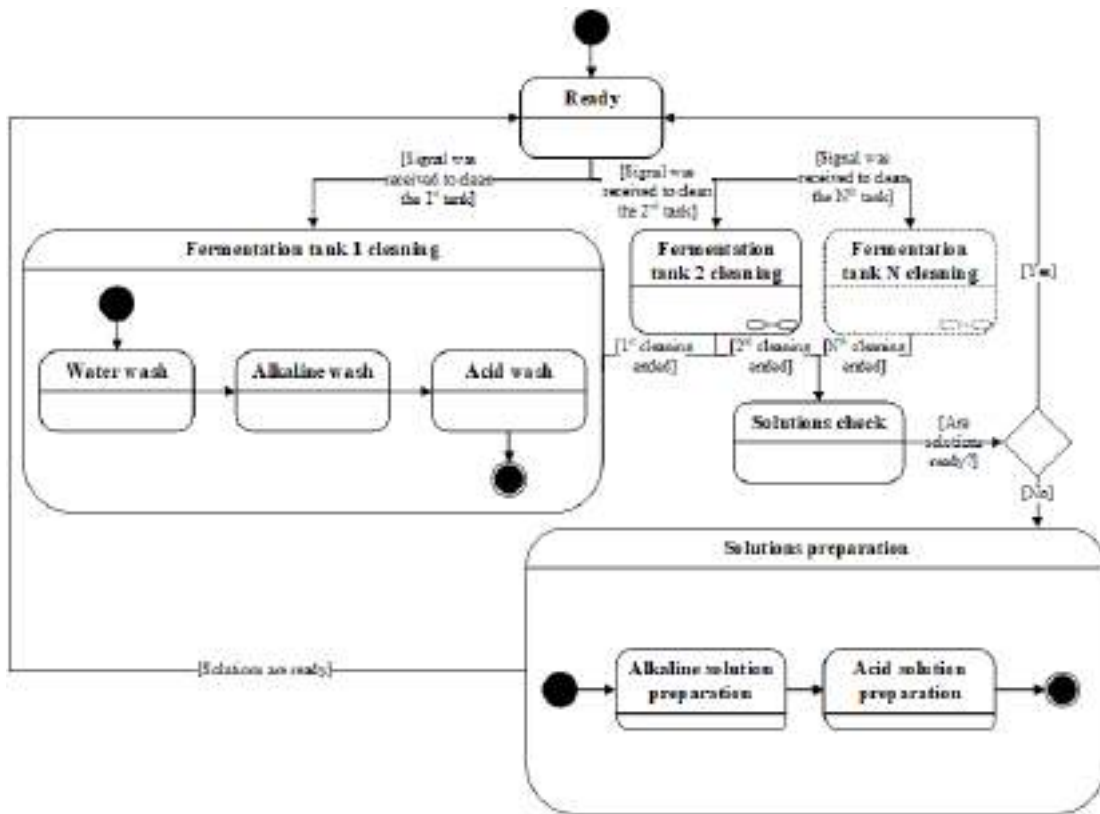 Ready
[Signal was
received to clean
the 1st tank]
[Signal was
received to clean
the 2nd tank]
[Signal was
received to clean
the Nth tank]
Fermentation tank 1 cleaning
Fermentation
tank 2 cleaning
Fermentation
tank N cleaning
[Yes]
Water wash
Alkaline wash
Acid wash
[1st cleaning
ended]
[2nd cleaning
ended]
[Nth cleaning
ended]
Solutions check
[Are
solutions
ready?]
[No]
Solutions preparation
[Solutions are ready]
Alkaline solution
preparation
Acid solution
preparation